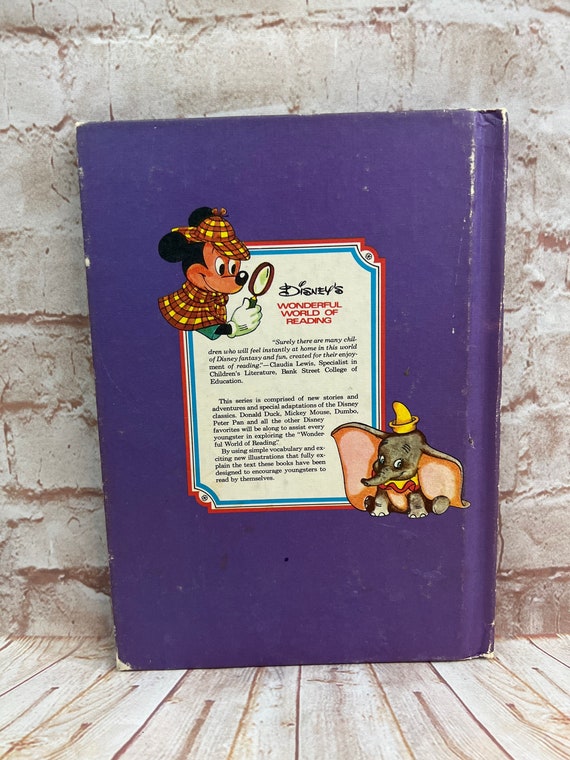 DISNEY'S
WONDERFUL
WORLD OF
READING
"Surely there are many chil-
dren who will feel instantly at home in this world
of Disney fantasy and fun, created for their enjoy-
ment of reading."—Claudia Lewis, Specialist in
Children's Literature, Bank Street College of
Education.
This series is comprised of new stories and
adventures and special adaptations of the Disney
classics. Donald Duck, Mickey Mouse, Dumbo,
Peter Pan and all the other Disney
favorites will be along to assist every
youngster in exploring the "Wonder-
ful World of Reading."
By using simple vocabulary and ex-
citing new illustrations that fully ex-
plain the text these books have been
designed to encourage youngsters to
read by themselves.